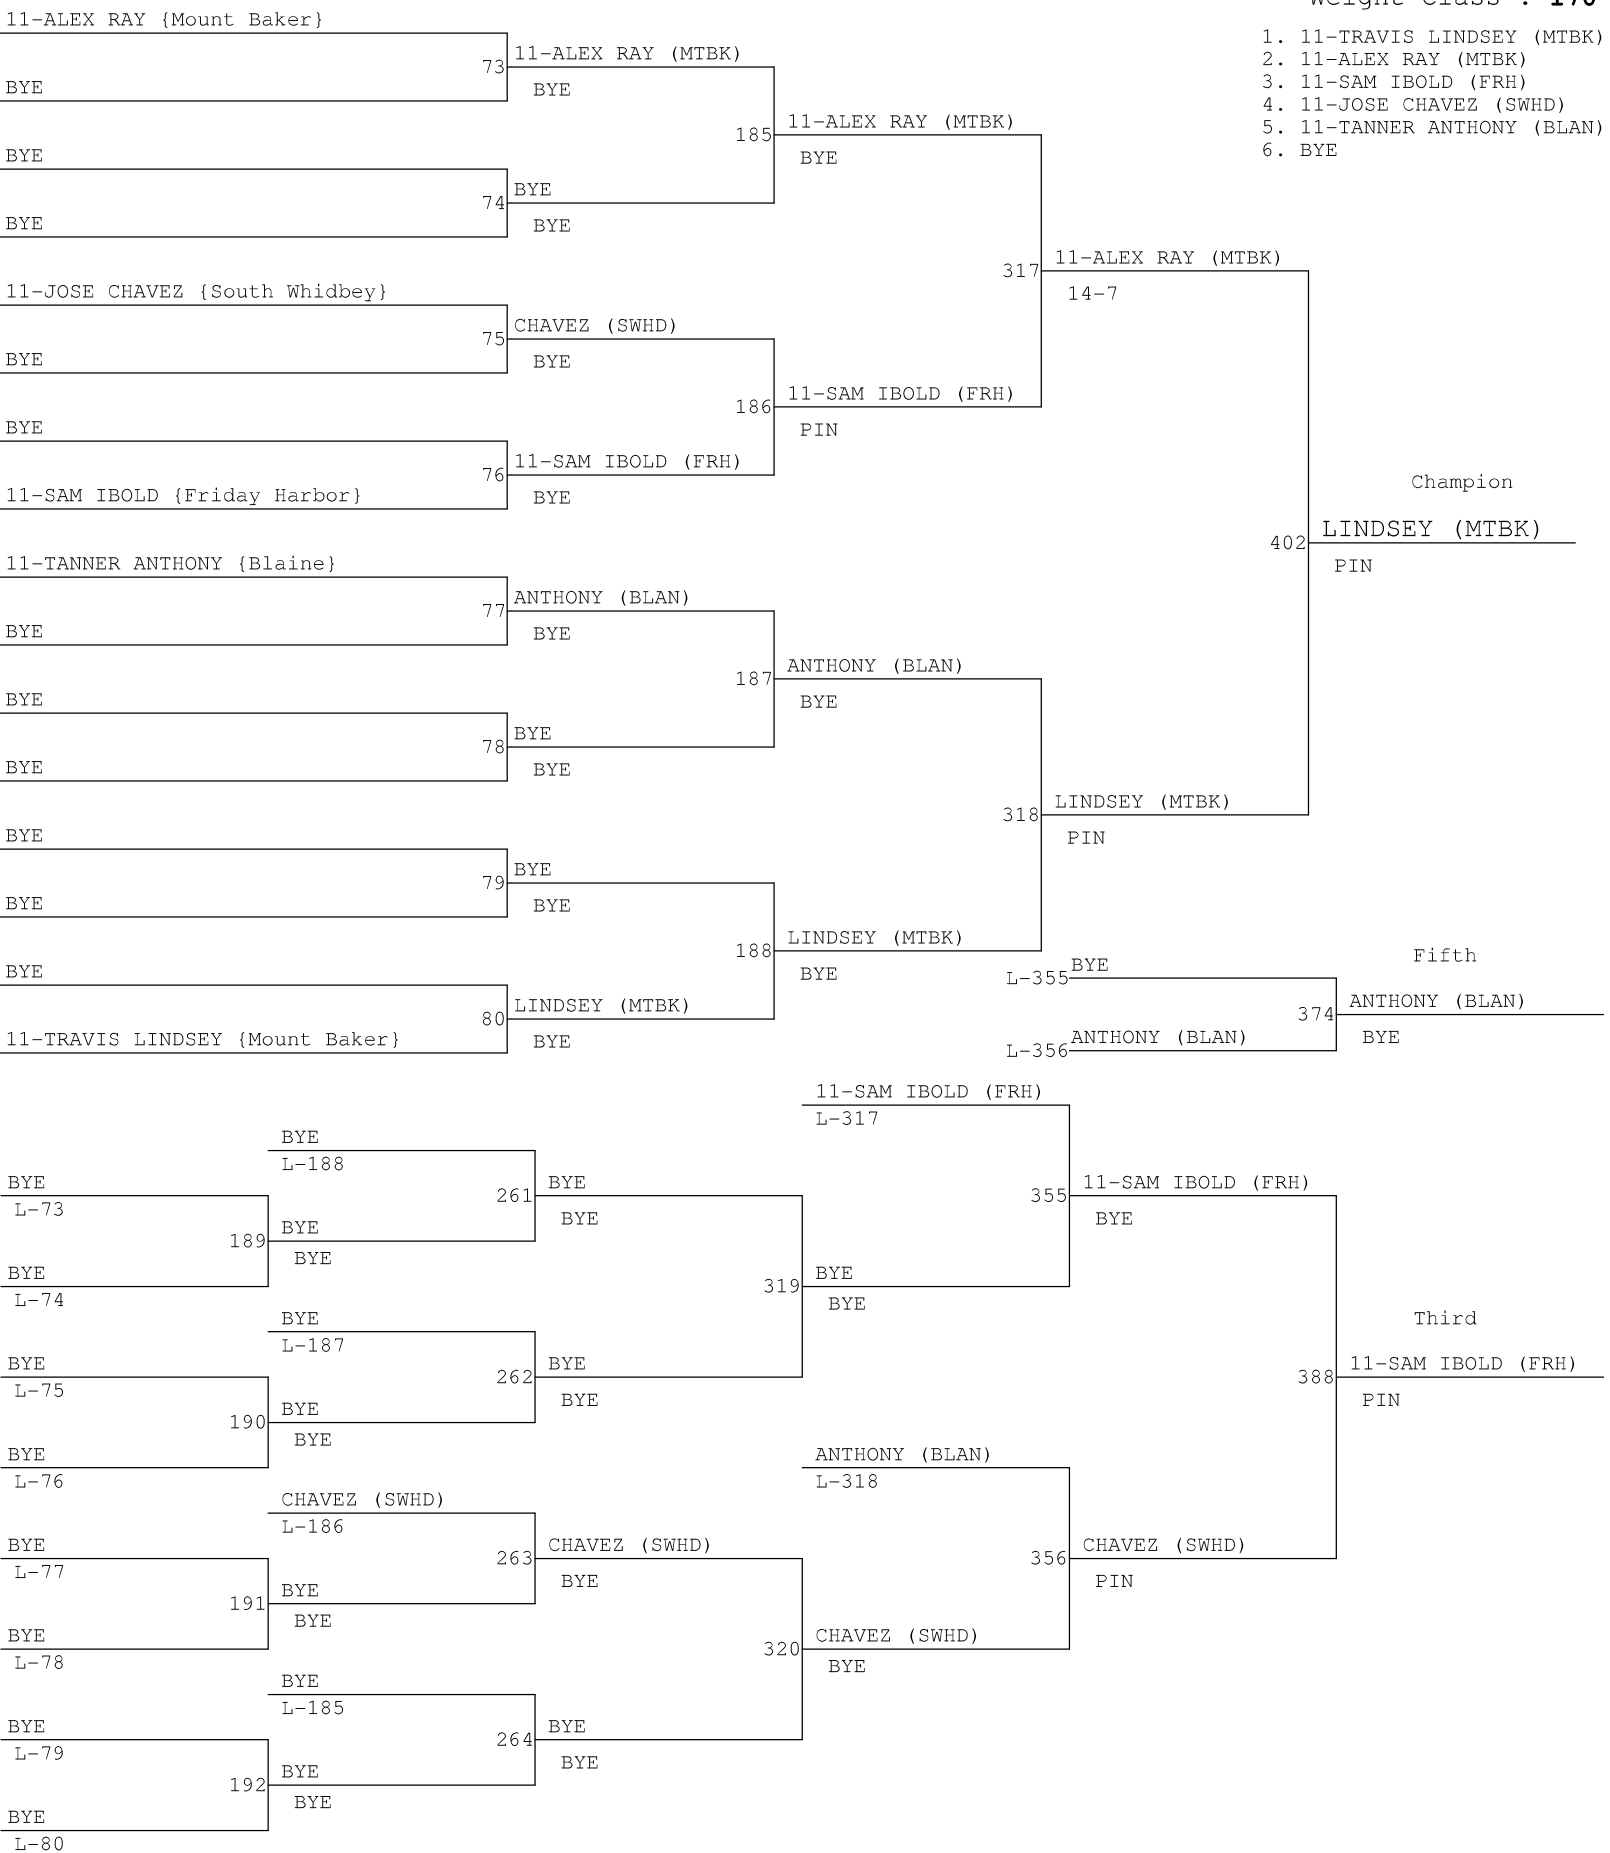 Weight Class : 170
1. 11-TRAVIS LINDSEY (MTBK)
2. 11-ALEX RAY (MTBK)
3. 11-SAM IBOLD (FRH)
4. 11-JOSE CHAVEZ (SWHD)
5. 11-TANNER ANTHONY (BLAN)
6. BYE
11-ALEX RAY {Mount Baker}
73
11-ALEX RAY (MTBK)
BYE
BYE
185
11-ALEX RAY (MTBK)
BYE
BYE
74
BYE
BYE
BYE
317
11-ALEX RAY (MTBK)
14-7
11-JOSE CHAVEZ {South Whidbey}
75
CHAVEZ (SWHD)
BYE
BYE
186
11-SAM IBOLD (FRH)
PIN
BYE
76
11-SAM IBOLD (FRH)
BYE
11-SAM IBOLD {Friday Harbor}
Champion
402
LINDSEY (MTBK)
PIN
11-TANNER ANTHONY {Blaine}
77
ANTHONY (BLAN)
BYE
BYE
187
ANTHONY (BLAN)
BYE
BYE
78
BYE
BYE
BYE
318
LINDSEY (MTBK)
PIN
BYE
79
BYE
BYE
BYE
188
LINDSEY (MTBK)
BYE
BYE
80
LINDSEY (MTBK)
BYE
11-TRAVIS LINDSEY {Mount Baker}
Fifth
BYE
L-355
374
ANTHONY (BLAN)
BYE
ANTHONY (BLAN)
L-356
11-SAM IBOLD (FRH)
L-317
BYE
L-188
BYE
L-73
261
BYE
BYE
355
11-SAM IBOLD (FRH)
BYE
189
BYE
BYE
BYE
L-74
319
BYE
BYE
BYE
L-187
Third
BYE
L-75
262
BYE
BYE
388
11-SAM IBOLD (FRH)
PIN
190
BYE
BYE
BYE
L-76
ANTHONY (BLAN)
L-318
CHAVEZ (SWHD)
L-186
BYE
L-77
263
CHAVEZ (SWHD)
BYE
356
CHAVEZ (SWHD)
PIN
191
BYE
BYE
BYE
L-78
320
CHAVEZ (SWHD)
BYE
BYE
L-185
BYE
L-79
264
BYE
BYE
192
BYE
BYE
BYE
L-80